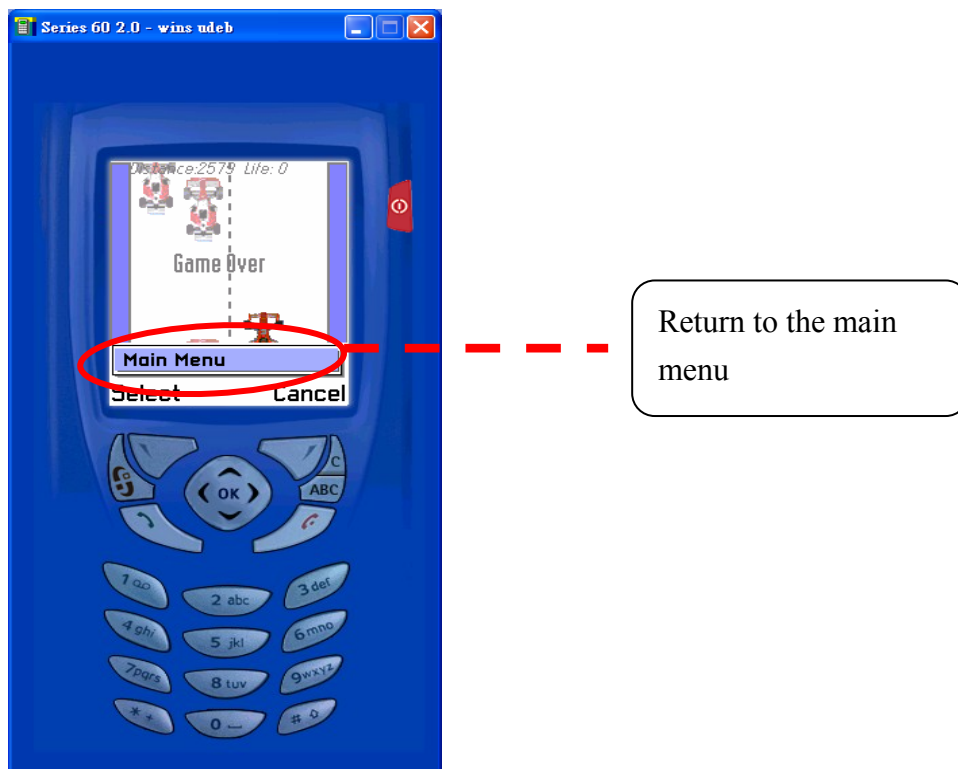 Series 60 2.0 - wins udeb
Distance:2579 Life: 0
Game Over
Main Menu
Select Cancel
Return to the main
menu
C
OK
ABC
1
2 abc
3 def
4 ghi
5 jkl
6 mno
7pqrs
8 tuv
9wxyz
* +
0
#